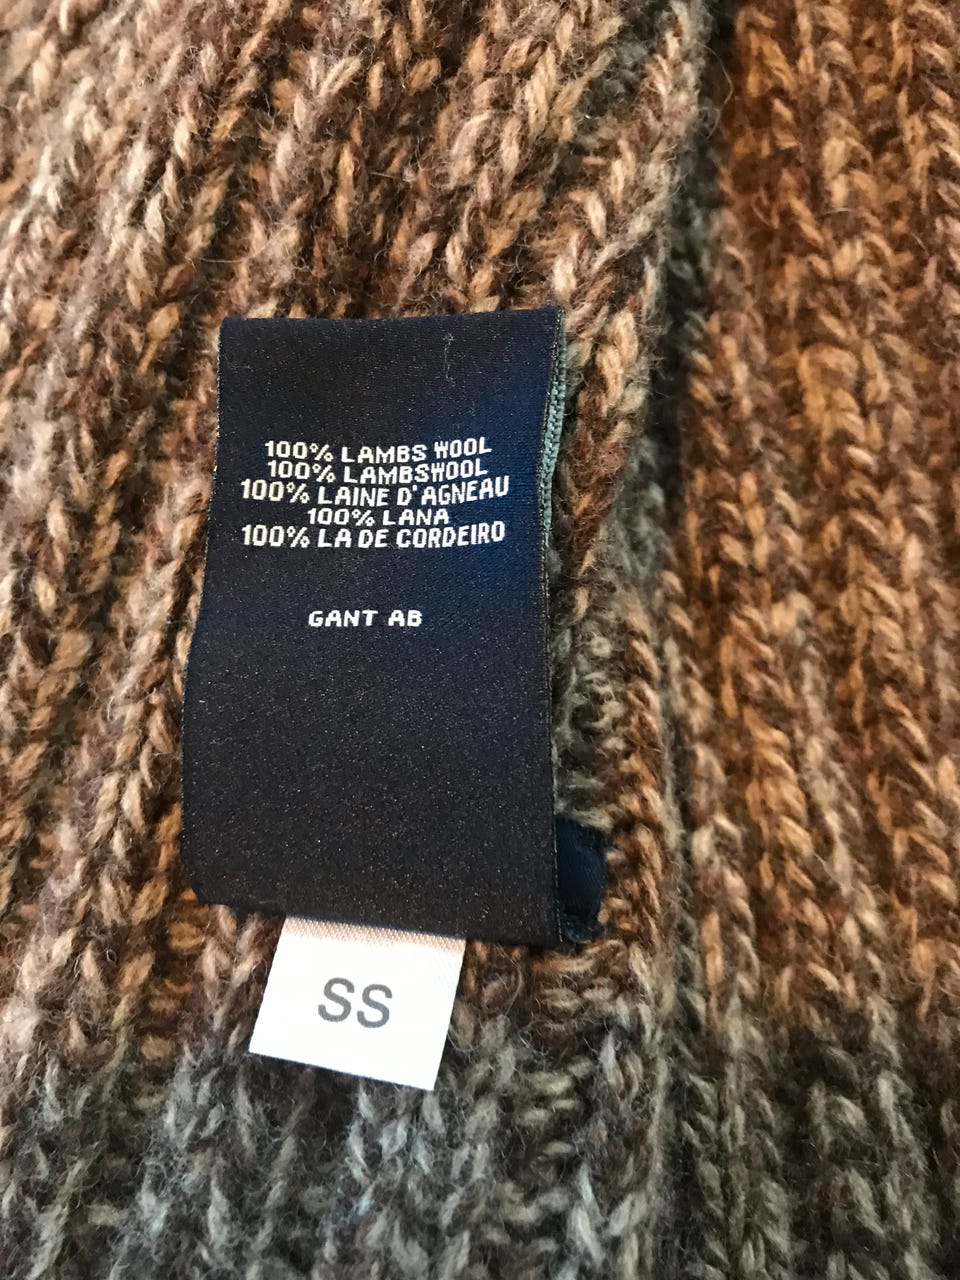 100% LAMBS WOOL
100% LAMBSWOOL
100% LAINE D'AGNEAU
100% LANA
100% LA DE CORDEIRO
GANT AB
SS